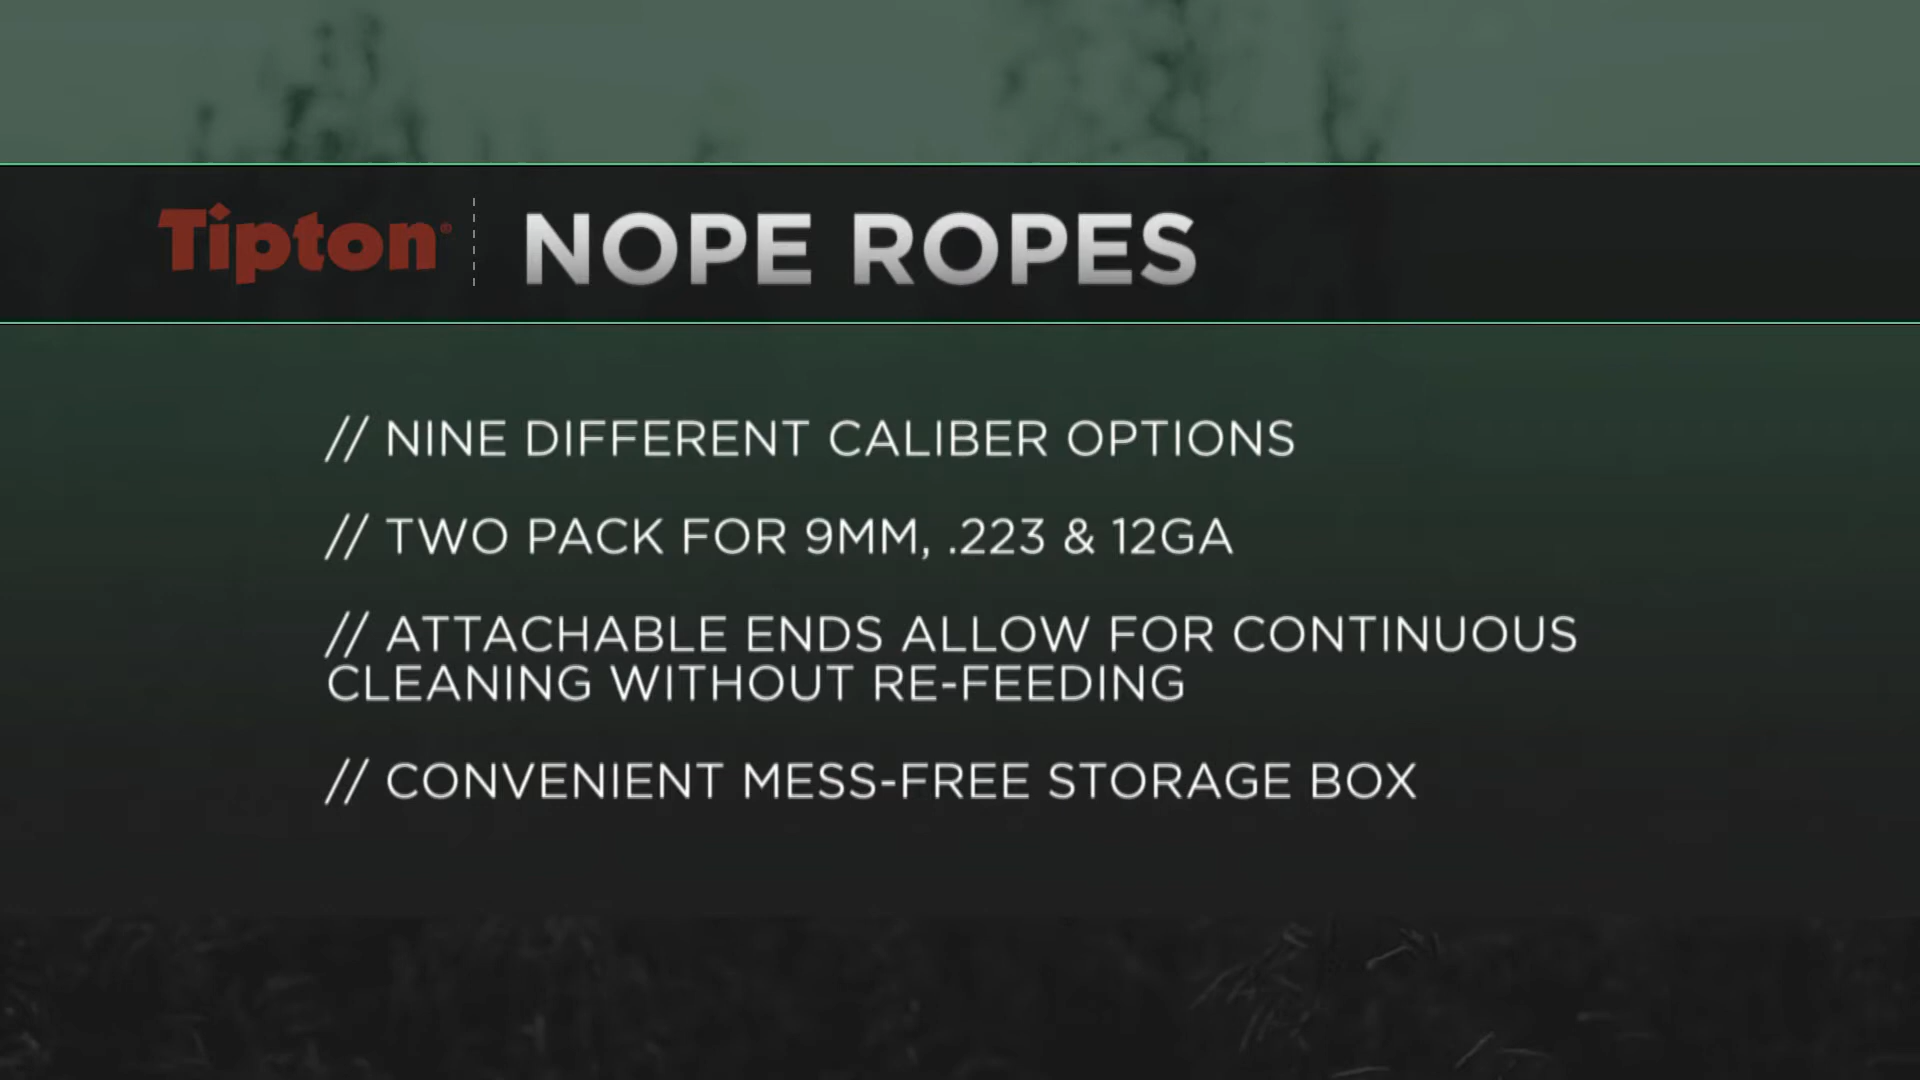 Tipton®
NOPE ROPES
// NINE DIFFERENT CALIBER OPTIONS
// TWO PACK FOR 9MM, .223 & 12GA
// ATTACHABLE ENDS ALLOW FOR CONTINUOUS
CLEANING WITHOUT RE-FEEDING
// CONVENIENT MESS-FREE STORAGE BOX